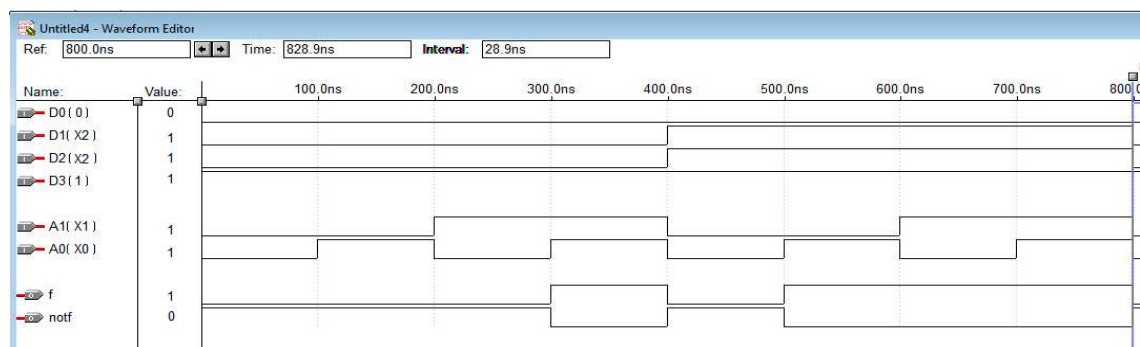 Untitled4 - Waveform Editor
Ref: 800.0ns Time: 828.9ns Interval: 28.9ns
Name: Value: 100.0ns 200.0ns 300.0ns 400.0ns 500.0ns 600.0ns 700.0ns 800.0
D0( 0 ) 0
D1( X2 ) 1
D2( X2 ) 1
D3( 1 ) 1
A1( X1 ) 1
A0( X0 ) 1
f 1
notf 0